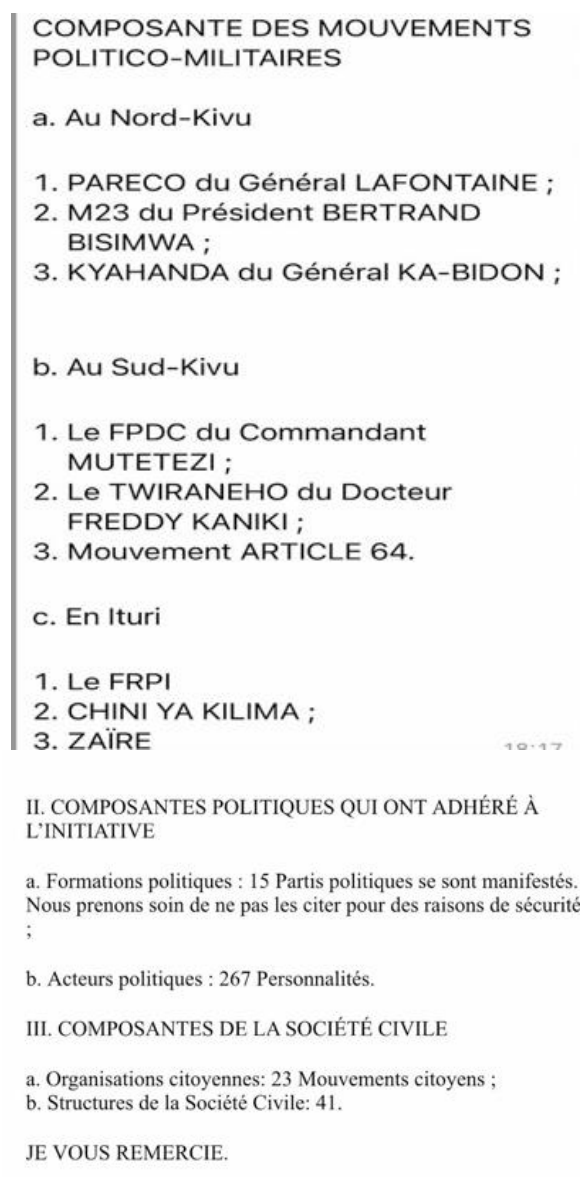 COMPOSANTE DES MOUVEMENTS
POLITICO-MILITAIRES
a. Au Nord-Kivu
1. PARECO du Général LAFONTAINE ;
2. M23 du Président BERTRAND
BISIMWA ;
3. KYAHANDA du Général KA-BIDON ;
b. Au Sud-Kivu
1. Le FPDC du Commandant
MUTETEZI ;
2. Le TWIRANEHO du Docteur
FREDDY KANIKI ;
3. Mouvement ARTICLE 64.
c. En Ituri
1. Le FRPI
2. CHINI YA KILIMA ;
3. ZAÏRE
II. COMPOSANTES POLITIQUES QUI ONT ADHÉRÉ À
L'INITIATIVE
a. Formations politiques : 15 Partis politiques se sont manifestés.
Nous prenons soin de ne pas les citer pour des raisons de sécurité
;
b. Acteurs politiques : 267 Personnalités.
III. COMPOSANTES DE LA SOCIÉTÉ CIVILE
a. Organisations citoyennes: 23 Mouvements citoyens ;
b. Structures de la Société Civile: 41.
JE VOUS REMERCIE.